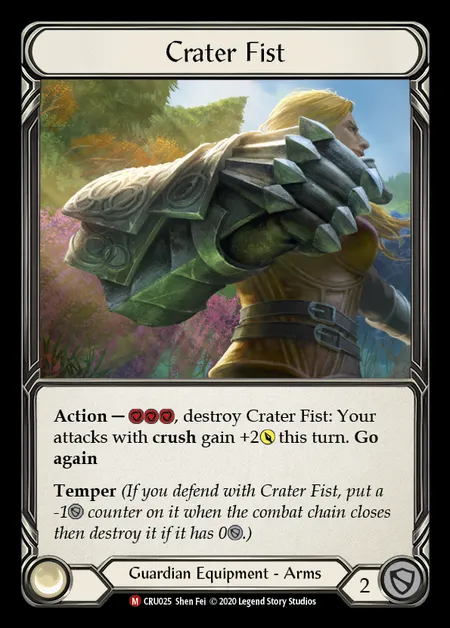 Crater Fist
Action — , destroy Crater Fist: Your
attacks with crush gain +2 this turn. Go
again
Temper (If you defend with Crater Fist, put a
-1 counter on it when the combat chain closes
then destroy it if it has 0.)
Guardian Equipment - Arms
2
M CRU025 Shen Fei © 2020 Legend Story Studios